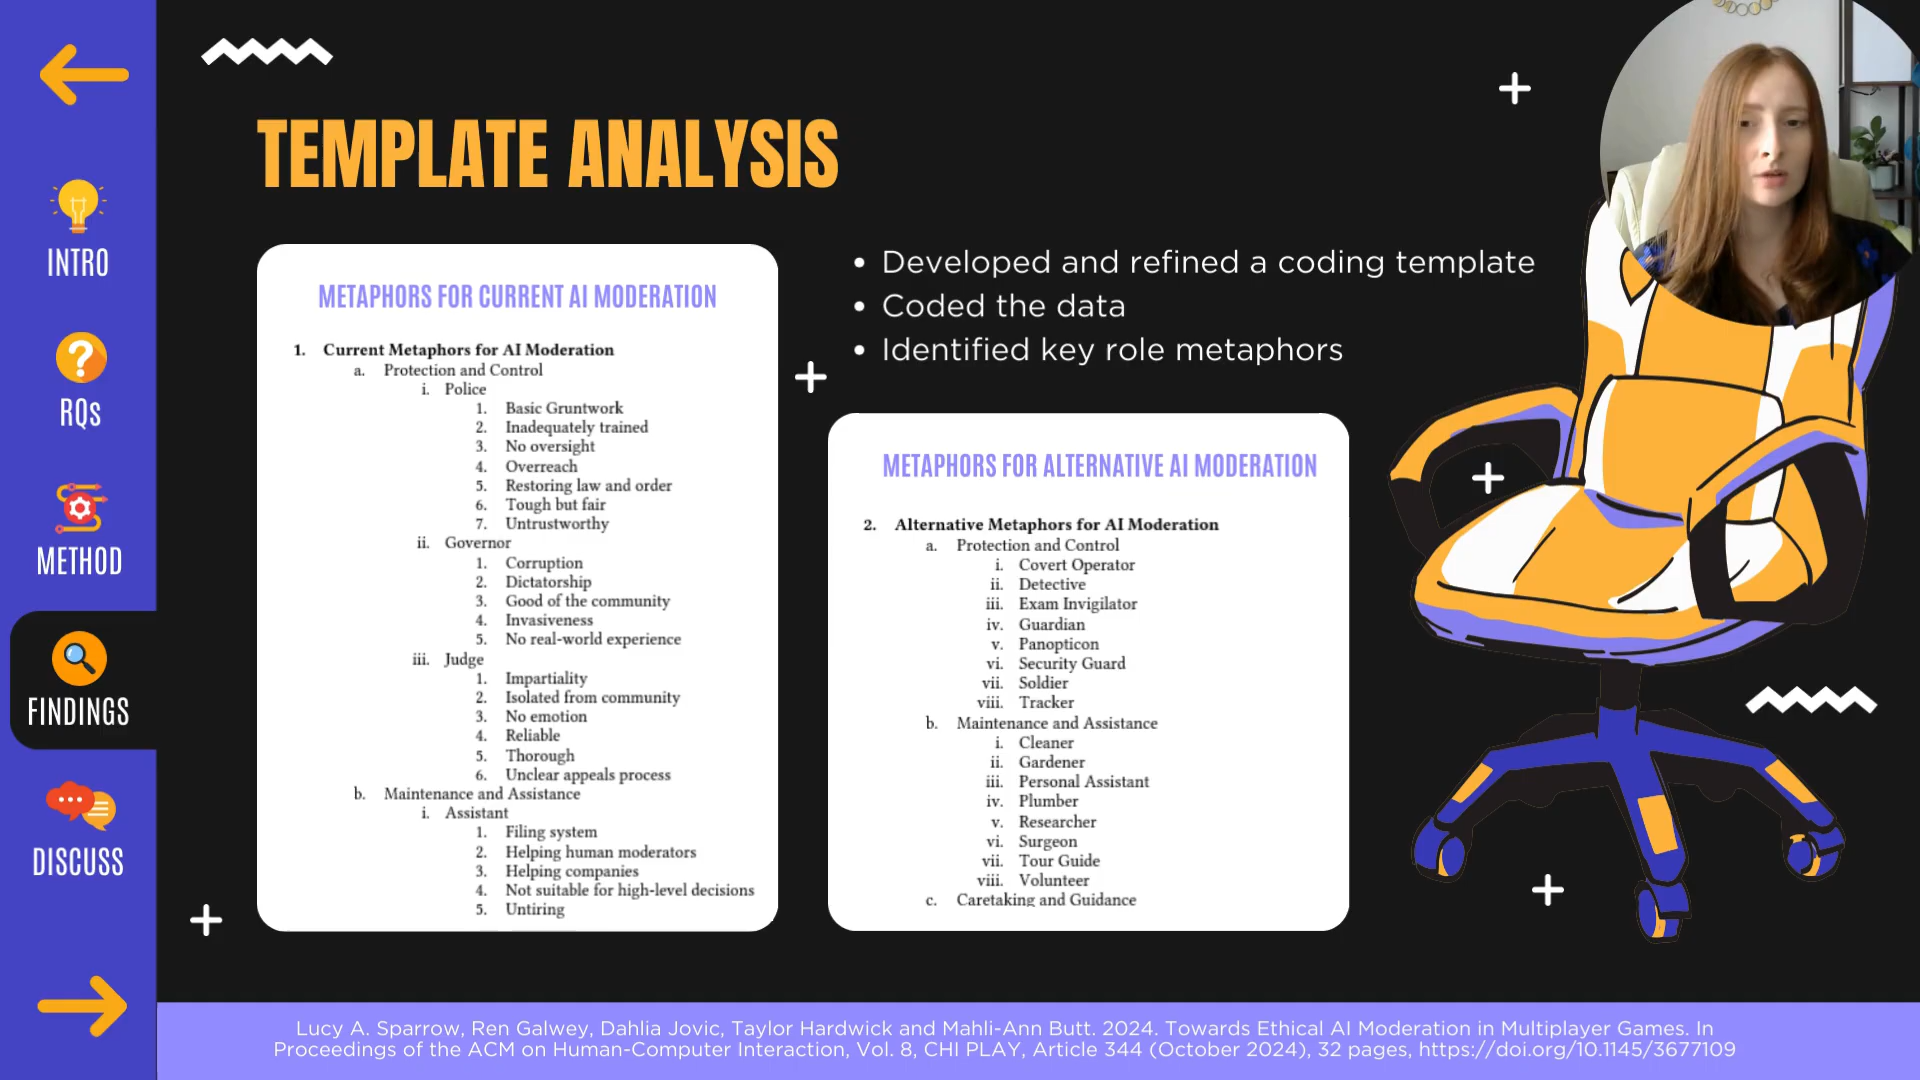 INTRO
RQs
METHOD
FINDINGS
DISCUSS
TEMPLATE ANALYSIS
METAPHORS FOR CURRENT AI MODERATION
1. Current Metaphors for AI Moderation
a. Protection and Control
i. Police
1. Basic Gruntwork
2. Inadequately trained
3. No oversight
4. Overreach
5. Restoring law and order
6. Tough but fair
7. Untrustworthy
ii. Governor
1. Corruption
2. Dictatorship
3. Good of the community
4. Invasiveness
5. No real-world experience
iii. Judge
1. Impartiality
2. Isolated from community
3. No emotion
4. Reliable
5. Thorough
6. Unclear appeals process
b. Maintenance and Assistance
i. Assistant
1. Filing system
2. Helping human moderators
3. Helping companies
4. Not suitable for high-level decisions
5. Untiring
• Developed and refined a coding template
• Coded the data
• Identified key role metaphors
METAPHORS FOR ALTERNATIVE AI MODERATION
2. Alternative Metaphors for AI Moderation
a. Protection and Control
i. Covert Operator
ii. Detective
iii. Exam Invigilator
iv. Guardian
v. Panopticon
vi. Security Guard
vii. Soldier
viii. Tracker
b. Maintenance and Assistance
i. Cleaner
ii. Gardener
iii. Personal Assistant
iv. Plumber
v. Researcher
vi. Surgeon
vii. Tour Guide
viii. Volunteer
c. Caretaking and Guidance
Lucy A. Sparrow, Ren Galwey, Dahlia Jovic, Taylor Hardwick and Mahli-Ann Butt. 2024. Towards Ethical AI Moderation in Multiplayer Games. In
Proceedings of the ACM on Human-Computer Interaction, Vol. 8, CHI PLAY, Article 344 (October 2024), 32 pages, https://doi.org/10.1145/3677109